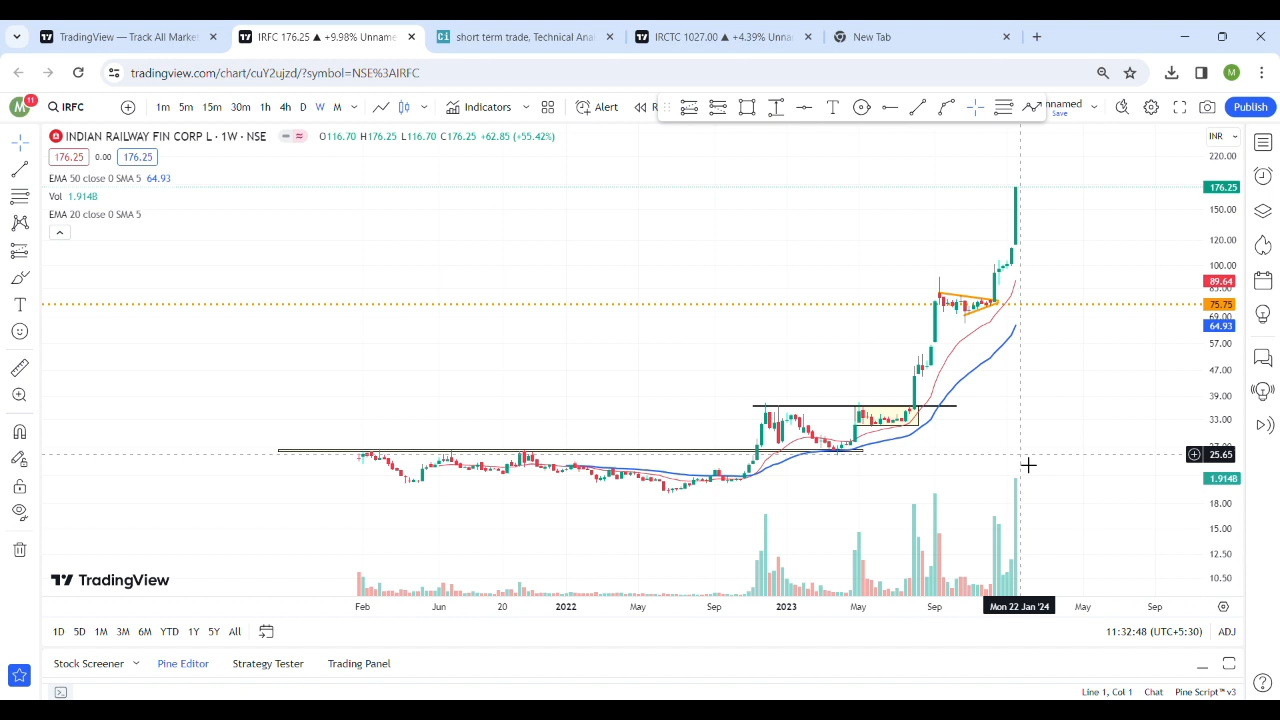 TradingView — Track All Market
IRFC 176.25 ▲ +9.98% Unname
short term trade, Technical Ana
IRCTC 1027.00 ▲ +4.39% Unna
New Tab
tradingview.com/chart/cuY2ujzd/?symbol=NSE%3AIRFC
M
M 11 IRFC 1m 5m 15m 30m 1h 4h D W M Indicators Alert R T nnamed Save Publish
INDIAN RAILWAY FIN CORP L · 1W · NSE O116.70 H176.25 L116.70 C176.25 +62.85 (+55.42%)
INR
176.25 0.00 176.25
220.00
EMA 50 close 0 SMA 5 64.93
176.25
Vol 1.914B
150.00
EMA 20 close 0 SMA 5
120.00
100.00
89.64
75.75
64.93
57.00
47.00
39.00
33.00
25.65
1.914B
18.00
15.00
12.50
TradingView
10.50
Feb Jun 20 2022 May Sep 2023 May Sep Mon 22 Jan '24 May Sep
1D 5D 1M 3M 6M YTD 1Y 5Y All 11:32:48 (UTC+5:30) ADJ
Stock Screener Pine Editor Strategy Tester Trading Panel
Line 1, Col 1 Chat Pine Script™ v3